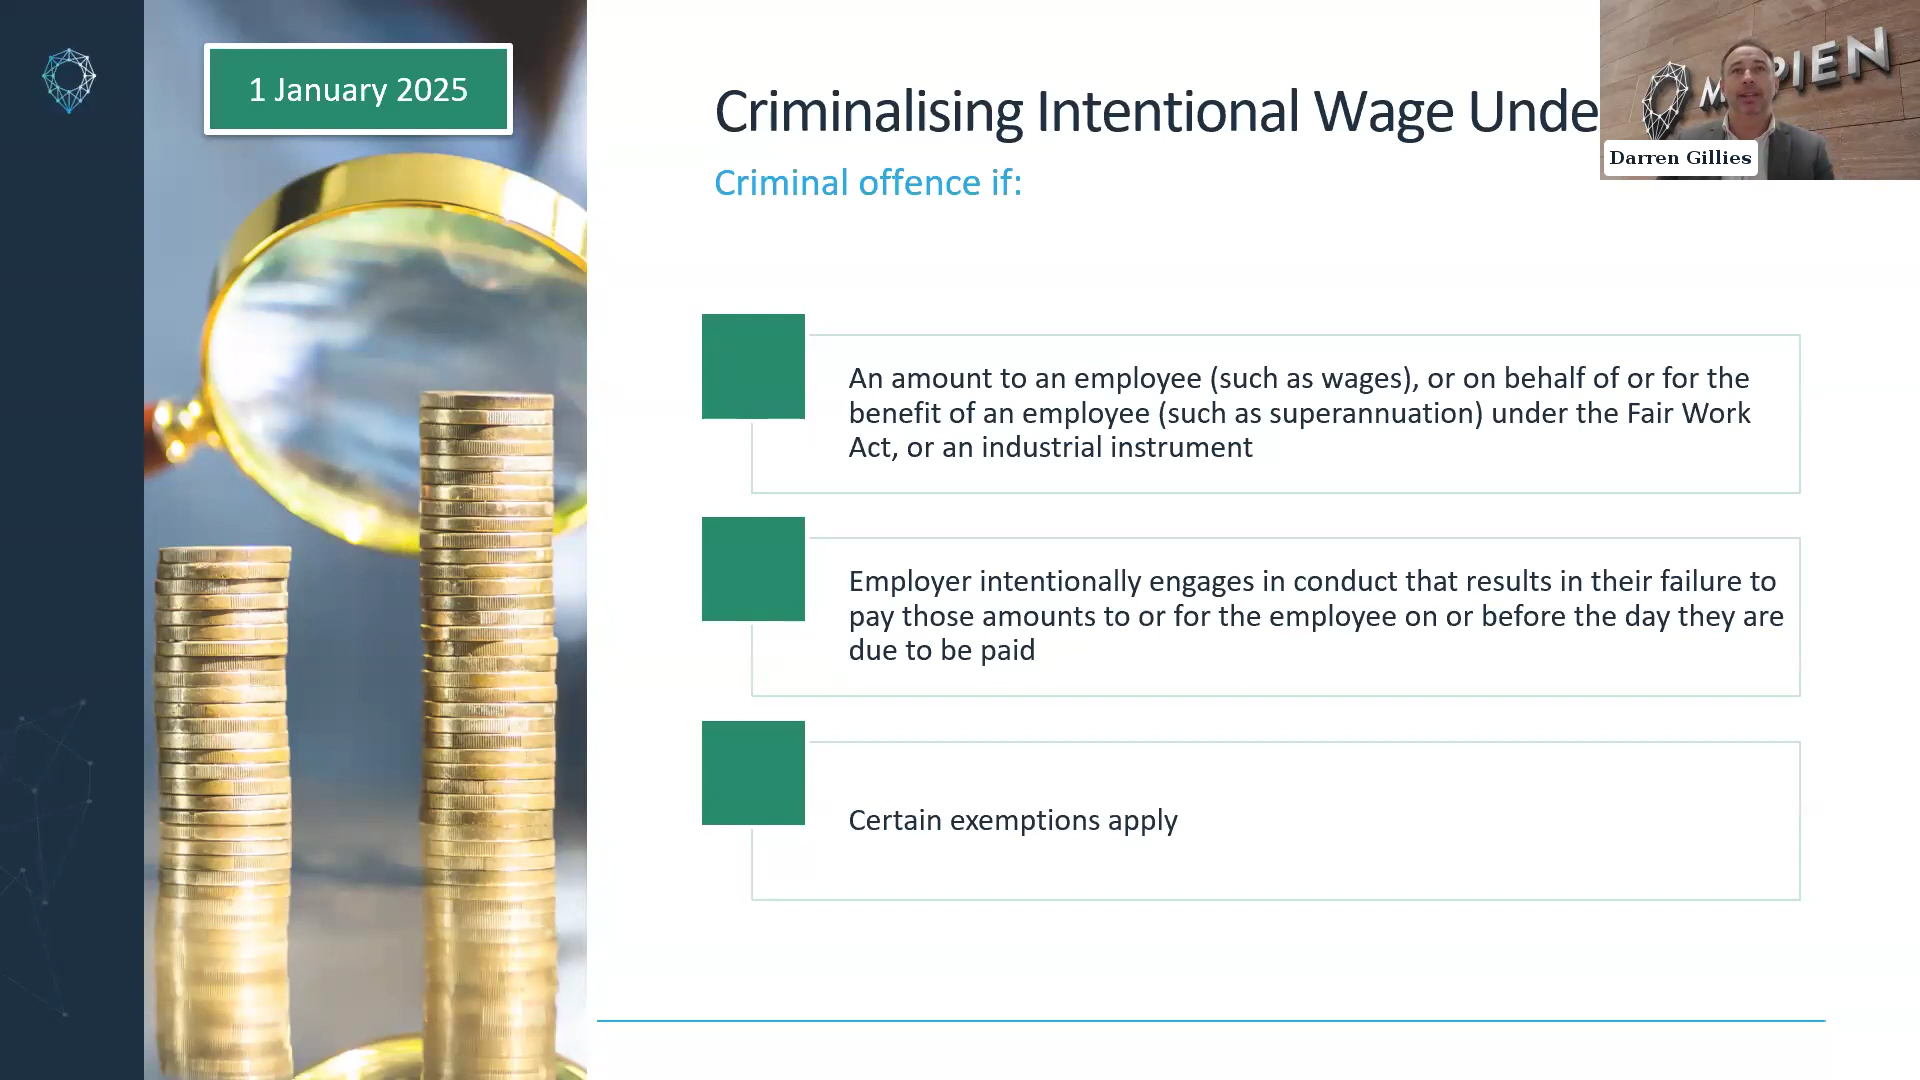 1 January 2025
Criminalising Intentional Wage Unde
Criminal offence if:
An amount to an employee (such as wages), or on behalf of or for the
benefit of an employee (such as superannuation) under the Fair Work
Act, or an industrial instrument
Employer intentionally engages in conduct that results in their failure to
pay those amounts to or for the employee on or before the day they are
due to be paid
Certain exemptions apply
Darren Gillies